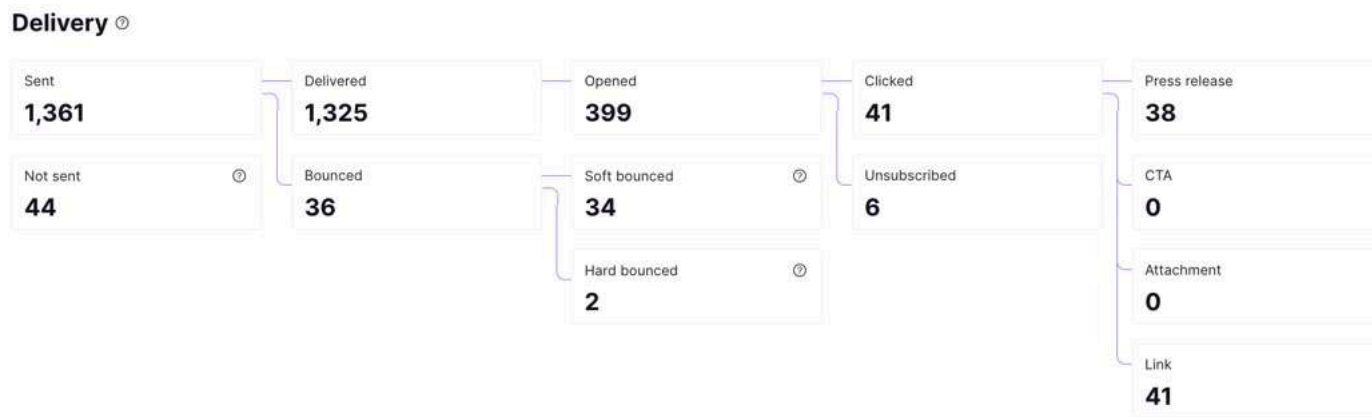 Delivery
Sent
1,361
Delivered
1,325
Opened
399
Clicked
41
Press release
38
Not sent
44
Bounced
36
Soft bounced
34
Unsubscribed
6
CTA
0
Hard bounced
2
Attachment
0
Link
41